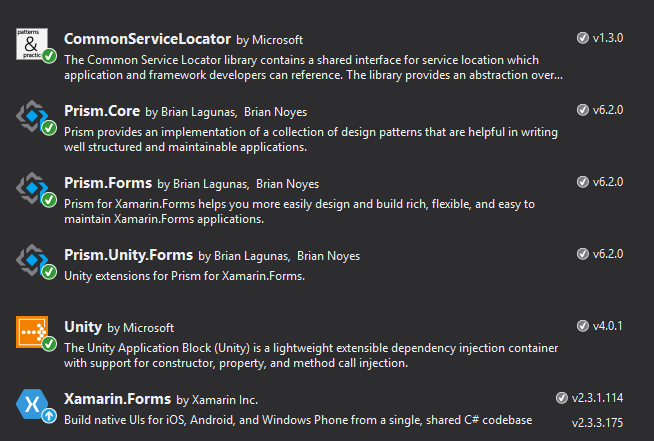 patterns
&
practic
CommonServiceLocator by Microsoft
v1.3.0
The Common Service Locator library contains a shared interface for service location which
application and framework developers can reference. The library provides an abstraction over...
Prism.Core by Brian Lagunas, Brian Noyes
v6.2.0
Prism provides an implementation of a collection of design patterns that are helpful in writing
well structured and maintainable applications.
Prism.Forms by Brian Lagunas, Brian Noyes
v6.2.0
Prism for Xamarin.Forms helps you more easily design and build rich, flexible, and easy to
maintain Xamarin.Forms applications.
Prism.Unity.Forms by Brian Lagunas, Brian Noyes
v6.2.0
Unity extensions for Prism for Xamarin.Forms.
Unity by Microsoft
v4.0.1
The Unity Application Block (Unity) is a lightweight extensible dependency injection container
with support for constructor, property, and method call injection.
Xamarin.Forms by Xamarin Inc.
v2.3.1.114
Build native UIs for iOS, Android, and Windows Phone from a single, shared C# codebase
v2.3.3.175